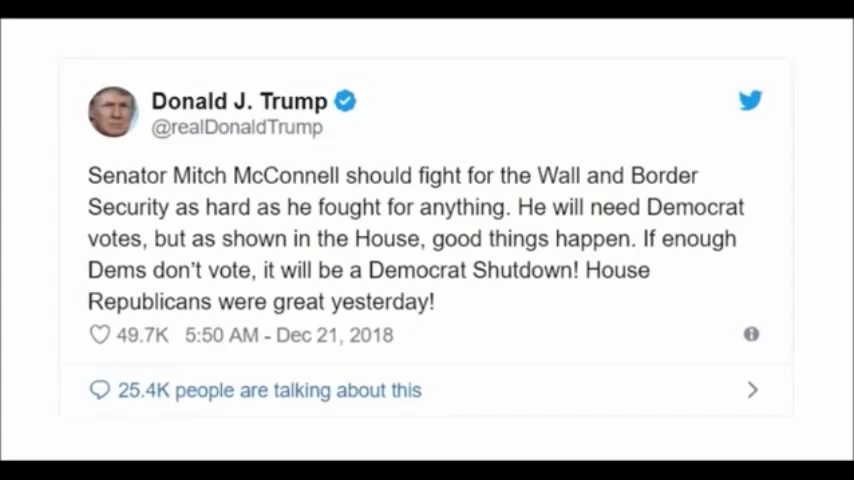 Donald J. Trump
@realDonaldTrump
Senator Mitch McConnell should fight for the Wall and Border
Security as hard as he fought for anything. He will need Democrat
votes, but as shown in the House, good things happen. If enough
Dems don’t vote, it will be a Democrat Shutdown! House
Republicans were great yesterday!
49.7K 5:50 AM - Dec 21, 2018
25.4K people are talking about this